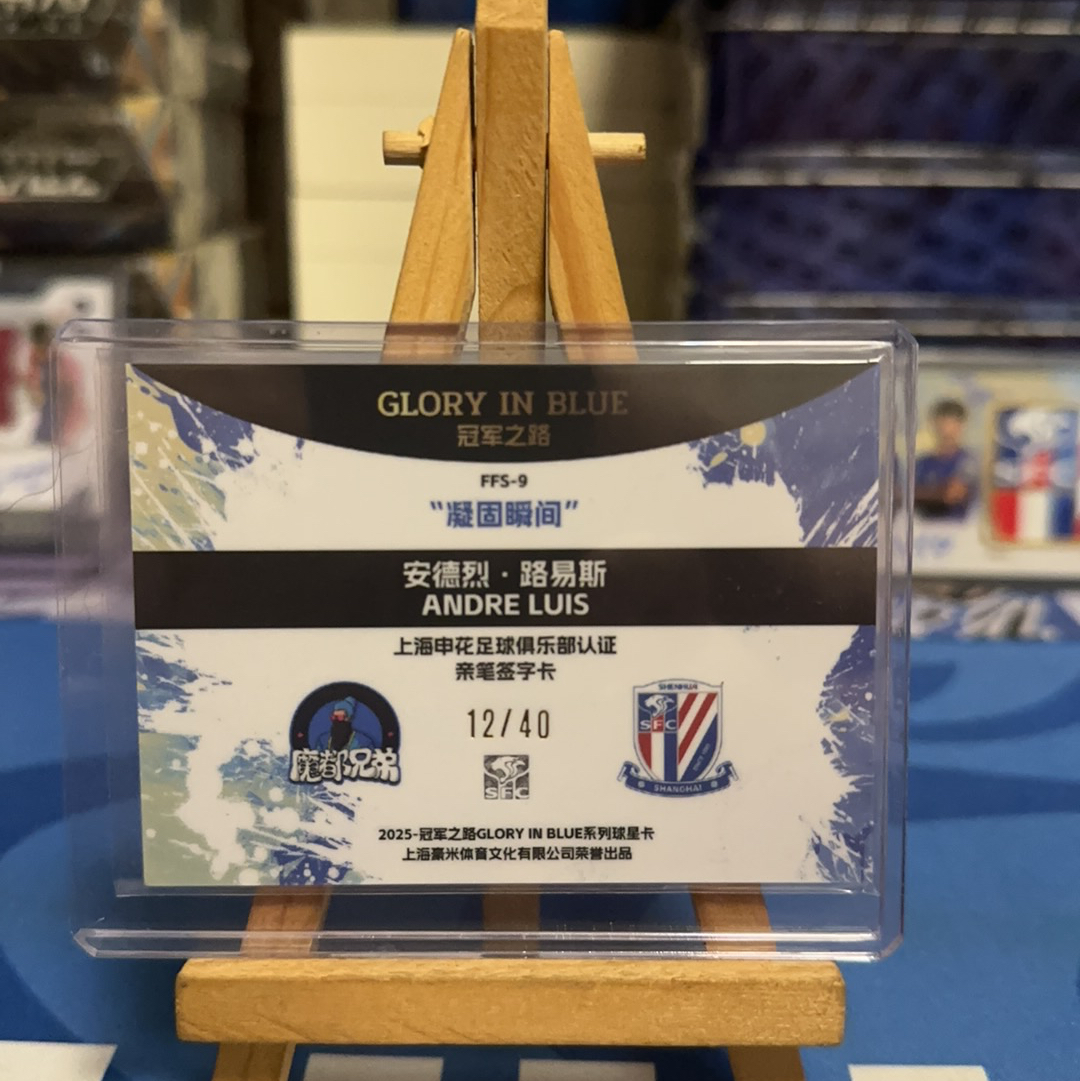 GLORY IN BLUE
冠军之路
FFS-9
“凝固瞬间”
安德烈·路易斯
ANDRE LUIS
上海申花足球俱乐部认证
亲笔签字卡
12/40
魔都兄弟
SFC
SHENHUA
SFC
SHANGHAI
2025-冠军之路GLORY IN BLUE系列球星卡
上海豪米体育文化有限公司荣誉出品